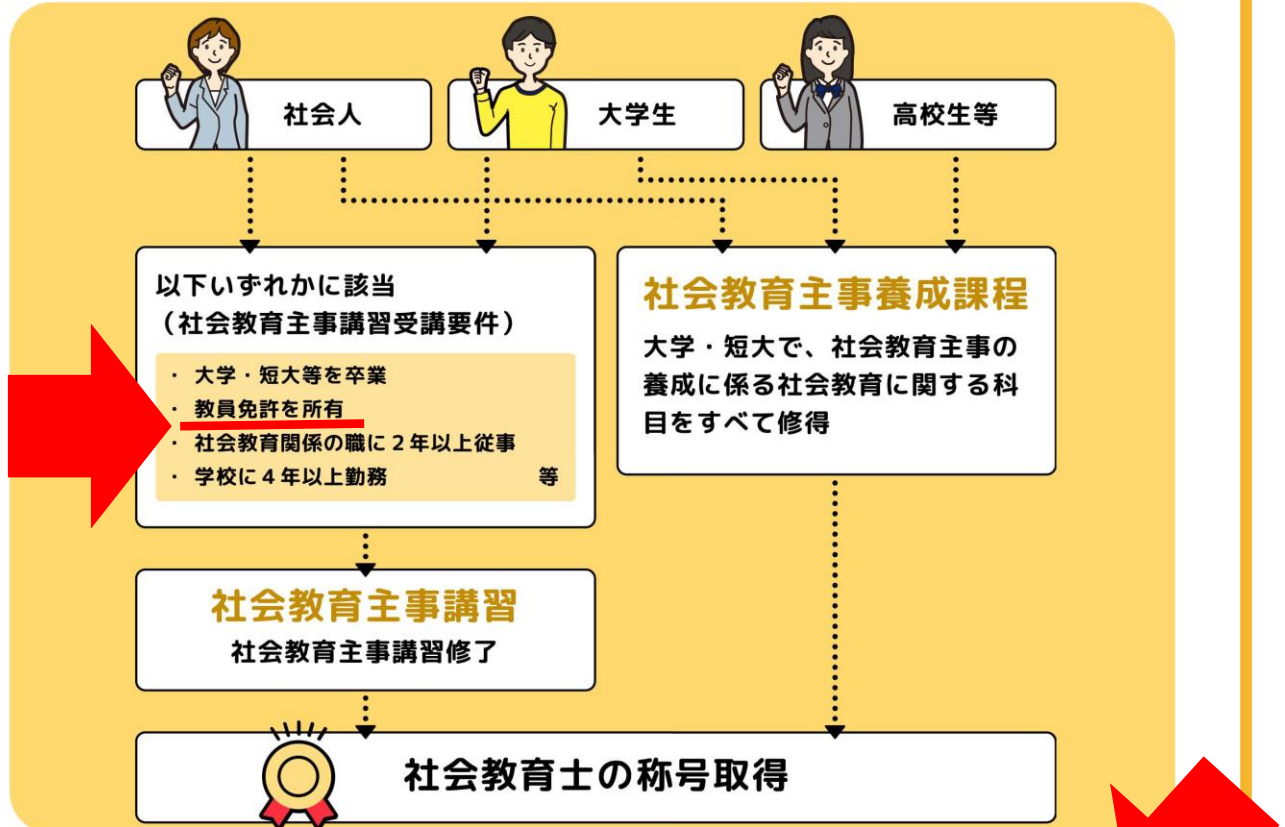 社会人
大学生
高校生等
以下いずれかに該当
（社会教育主事講習受講要件）
・ 大学・短大等を卒業
・ 教員免許を所有
・ 社会教育関係の職に２年以上従事
・ 学校に４年以上勤務 等
社会教育主事養成課程
大学・短大で、社会教育主事の
養成に係る社会教育に関する科
目をすべて修得
社会教育主事講習
社会教育主事講習修了
社会教育士の称号取得